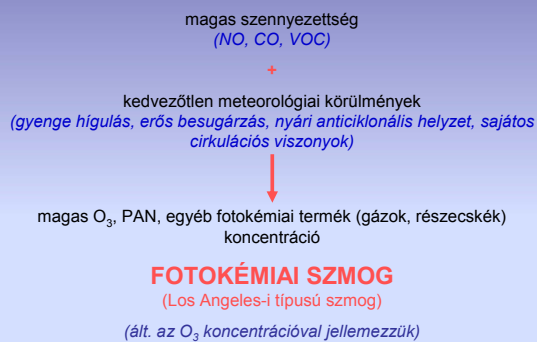 magas szennyezettség
(NO, CO, VOC)
+
kedvezőtlen meteorológiai körülmények
(gyenge hígulás, erős besugárzás, nyári anticiklonális helyzet, sajátos
cirkulációs viszonyok)
magas O3, PAN, egyéb fotokémiai termék (gázok, részecskék)
koncentráció
FOTOKÉMIAI SZMOG
(Los Angeles-i típusú szmog)
(ált. az O3 koncentrációval jellemezzük)